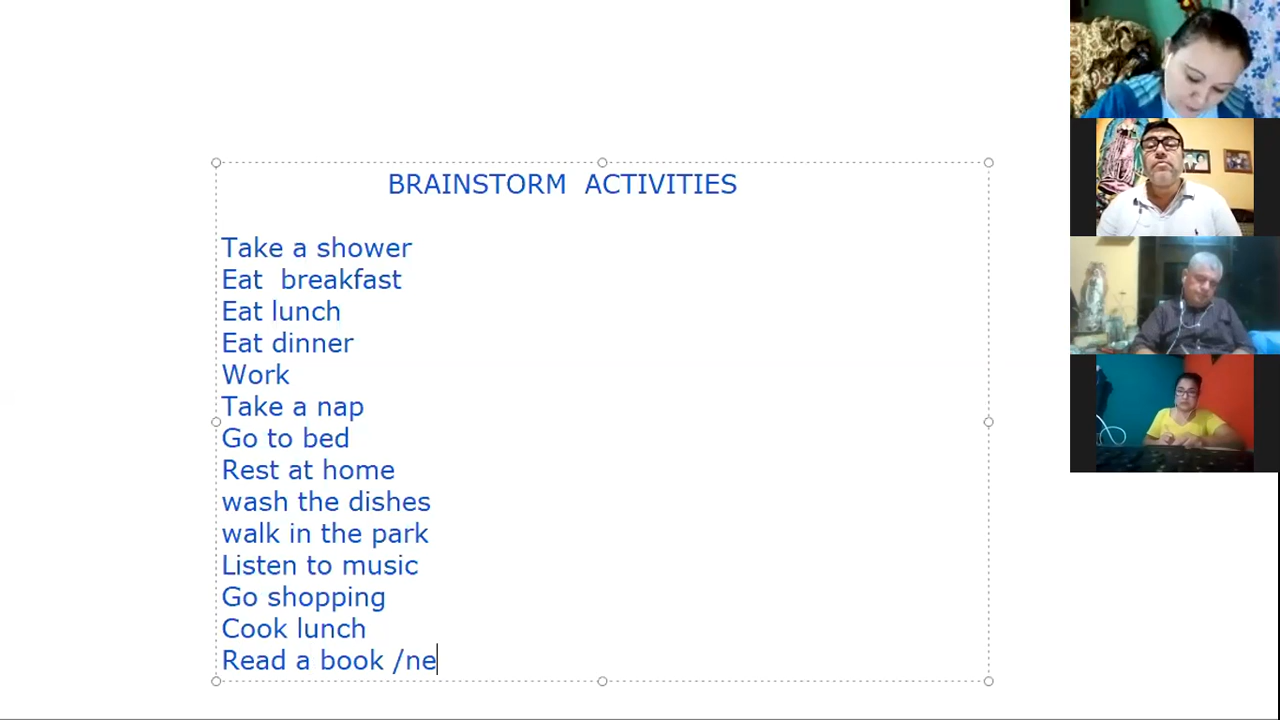 BRAINSTORM  ACTIVITIES
Take a shower
Eat  breakfast
Eat lunch
Eat dinner
Work
Take a nap
Go to bed
Rest at home
wash the dishes
walk in the park
Listen to music
Go shopping
Cook lunch
Read a book /ne